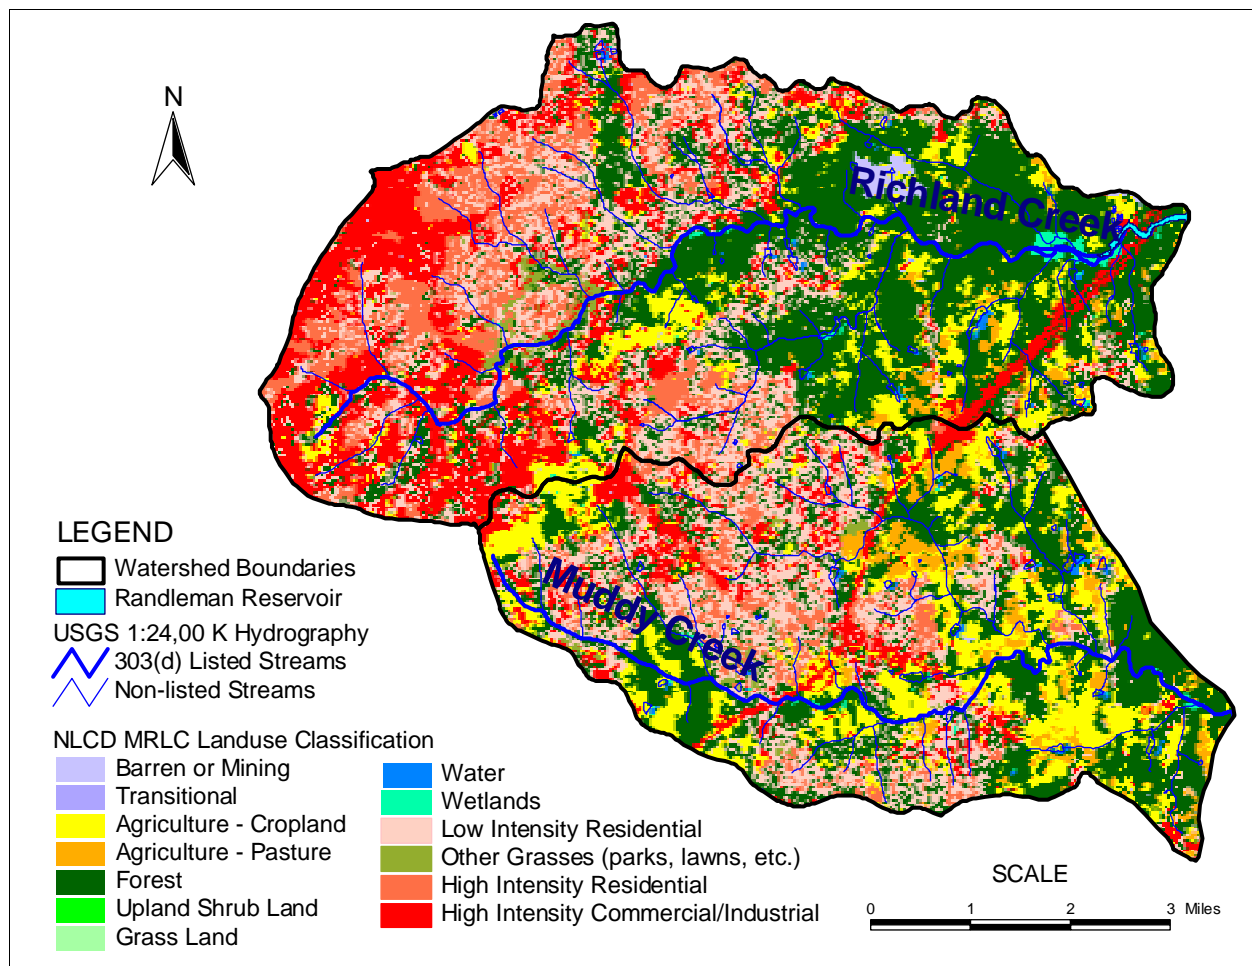 N
Richland Creek
Muddy Creek
LEGEND
Watershed Boundaries
Randleman Reservoir
USGS 1:24,00 K Hydrography
303(d) Listed Streams
Non-listed Streams
NLCD MRLC Landuse Classification
Barren or Mining
Transitional
Agriculture - Cropland
Agriculture - Pasture
Forest
Upland Shrub Land
Grass Land
Water
Wetlands
Low Intensity Residential
Other Grasses (parks, lawns, etc.)
High Intensity Residential
High Intensity Commercial/Industrial
SCALE
0 1 2 3 Miles